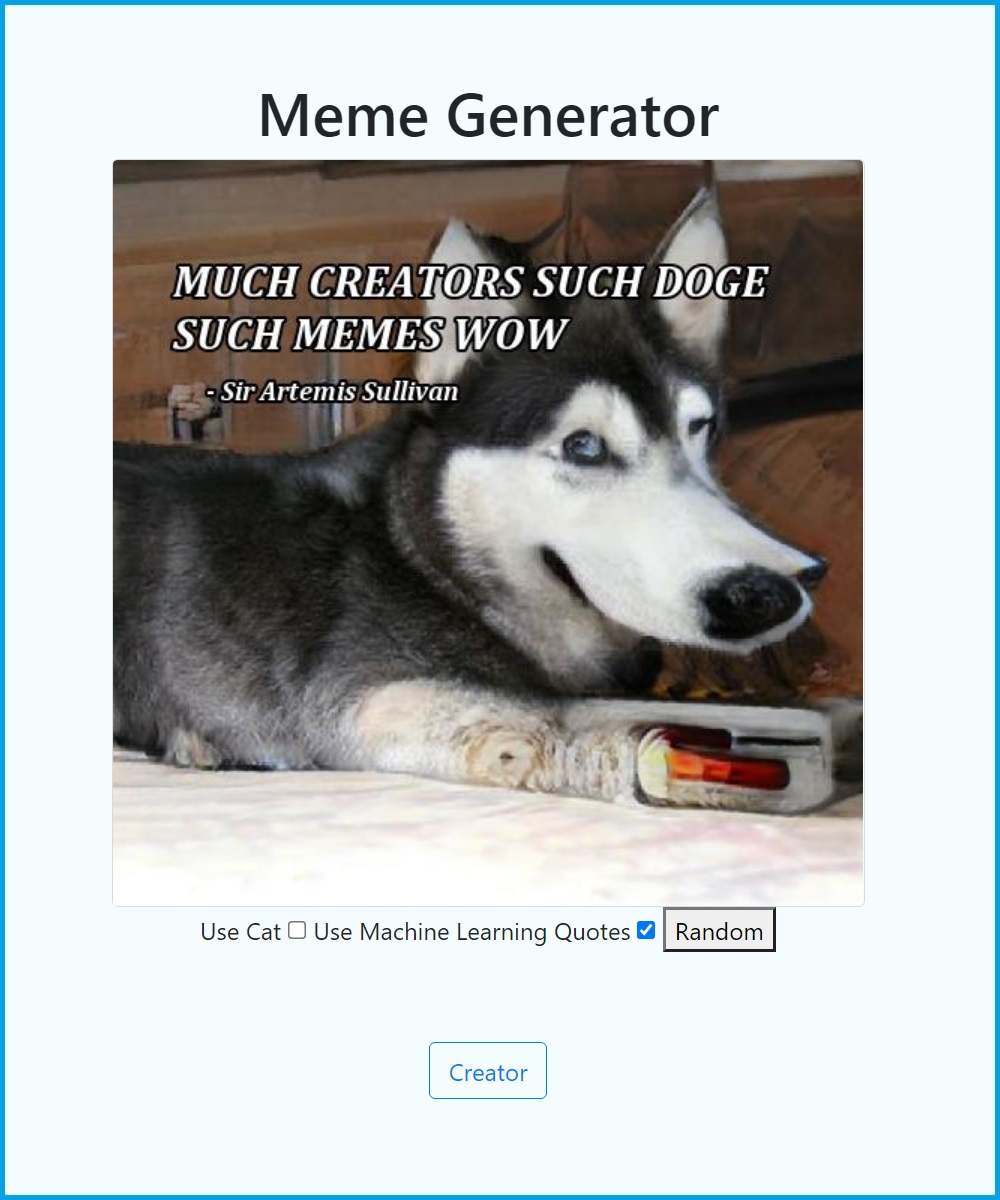 Meme Generator
MUCH CREATORS SUCH DOGE
SUCH MEMES WOW
- Sir Artemis Sullivan
Use Cat Use Machine Learning Quotes Random
Creator